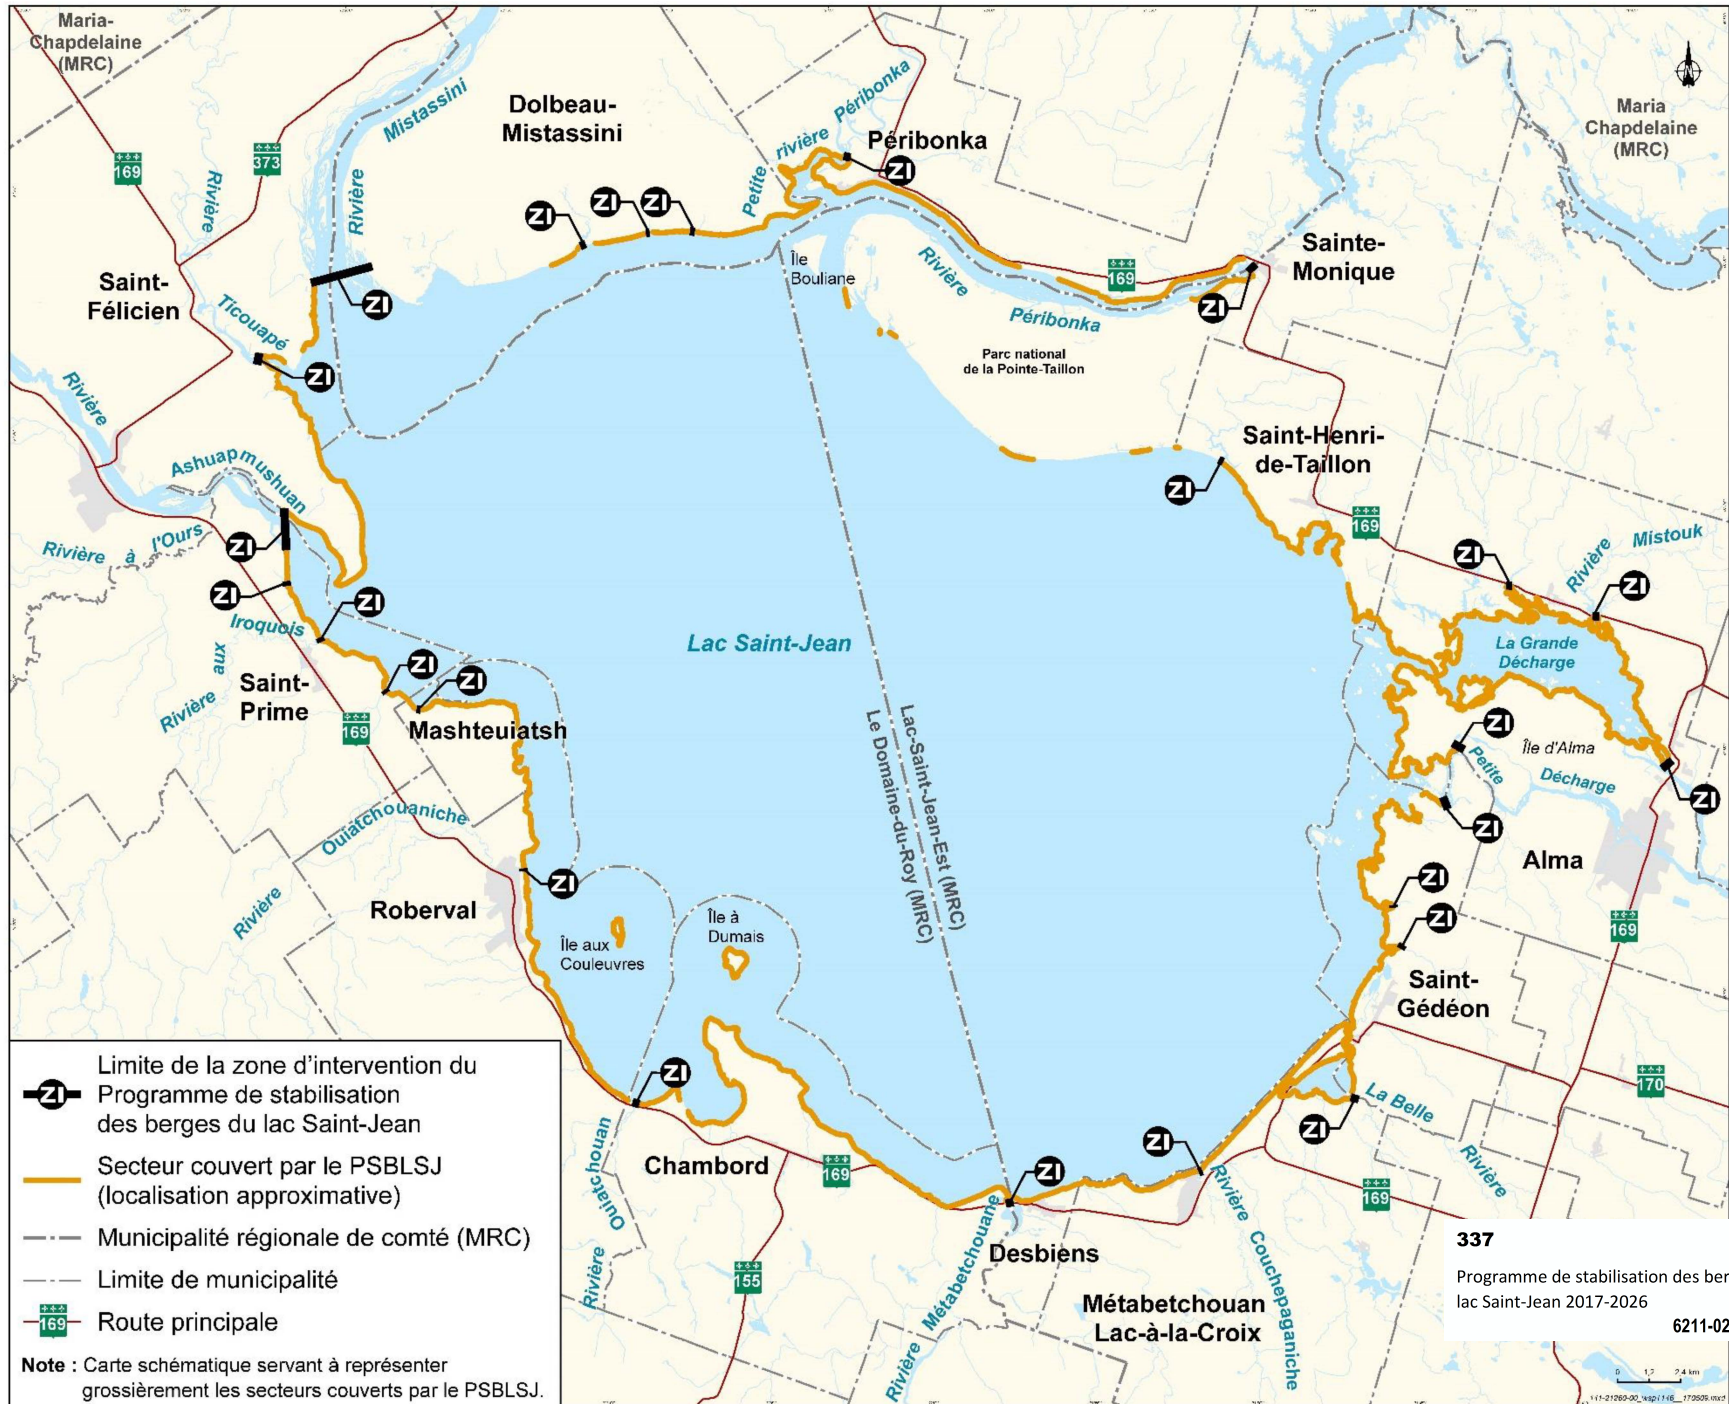 Maria-
Chapdelaine
(MRC)
Mistassini
Dolbeau-
Mistassini
Petite
rivière
Péribonka
Péribonka
ZI
Maria
Chapdelaine
(MRC)
169
373
Rivière
Rivière
ZI
ZI
ZI
Sainte-
Monique
Saint-
Félicien
Ticouapé
ZI
ZI
Île
Bouliane
Rivière
Péribonka
169
ZI
Parc national
de la Pointe-Taillon
Rivière
Ashuapmushuan
Saint-Henri-
de-Taillon
ZI
169
Rivière à l'Ours
ZI
ZI
ZI
Rivière
Mistouk
ZI
ZI
Iroquois
aux
Rivière
Saint-
Prime
ZI
ZI
Mashteuiatsh
169
Lac Saint-Jean
La Grande
Décharge
ZI
Île d'Alma
Petite
Décharge
ZI
ZI
Lac-Saint-Jean-Est (MRC)
Le Domaine-du-Roy (MRC)
Ouiatchouaniche
Rivière
Roberval
ZI
Alma
ZI
ZI
169
Île aux
Couleuvres
Île à
Dumais
Saint-
Gédéon
170
ZI
La Belle
Rivière
ZI
Ouiatchouan
Rivière
Chambord
169
ZI
ZI
169
155
Rivière Métabetchouane
Desbiens
Rivière Couchepaganiche
Métabetchouan
Lac-à-la-Croix
ZI
Limite de la zone d'intervention du
Programme de stabilisation
des berges du lac Saint-Jean
Secteur couvert par le PSBLSJ
(localisation approximative)
Municipalité régionale de comté (MRC)
Limite de municipalité
169
Route principale
Note : Carte schématique servant à représenter
grossièrement les secteurs couverts par le PSBLSJ.
337
Programme de stabilisation des ber
lac Saint-Jean 2017-2026
6211-02
0 1,2 2,4 km